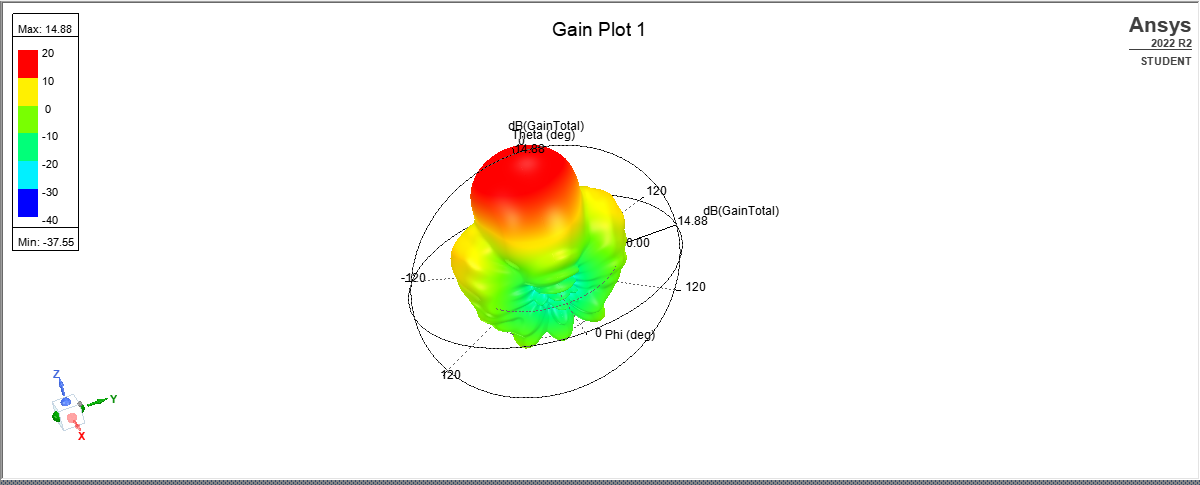 Gain Plot 1
Ansys
2022 R2
STUDENT
Max: 14.88
20
10
0
-10
-20
-30
-40
Min: -37.55
dB(GainTotal)
Theta (deg)
0
14.88
120
14.88
dB(GainTotal)
0.00
-120
120
0
Phi (deg)
120
Z
Y
X